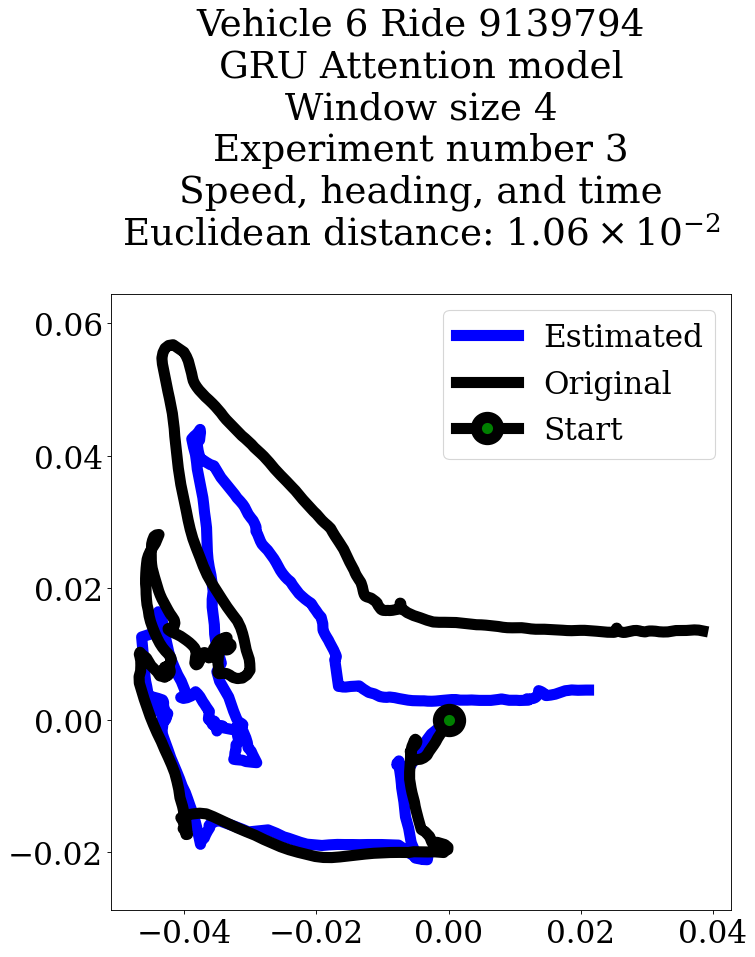 Vehicle 6 Ride 9139794
GRU Attention model
Window size 4
Experiment number 3
Speed, heading, and time
Euclidean distance: 1.06 × 10⁻²
Estimated
Original
Start
0.06
0.04
0.02
0.00
−0.02
−0.04 −0.02 0.00 0.02 0.04